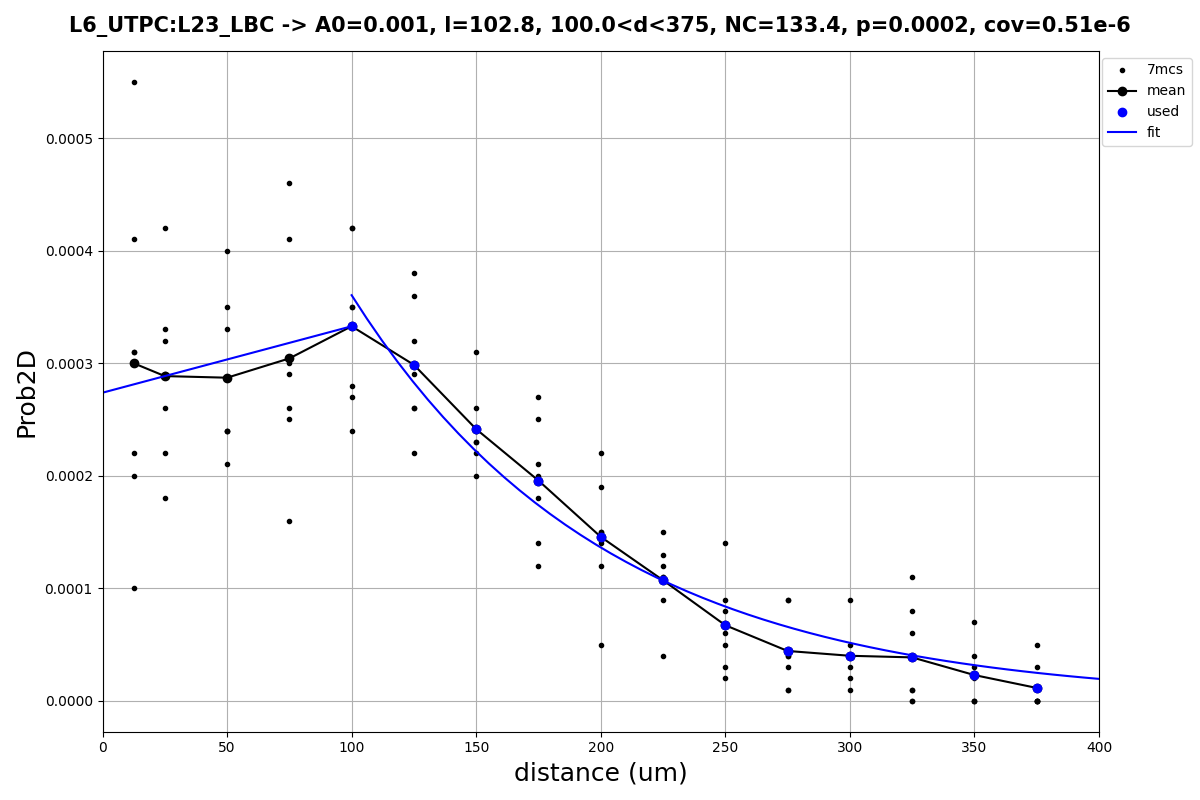 L6_UTPC:L23_LBC -> A0=0.001, l=102.8, 100.0<d<375, NC=133.4, p=0.0002, cov=0.51e-6
7mcs
mean
used
fit
0.0005
0.0004
0.0003
0.0002
0.0001
0.0000
Prob2D
0 50 100 150 200 250 300 350 400
distance (um)